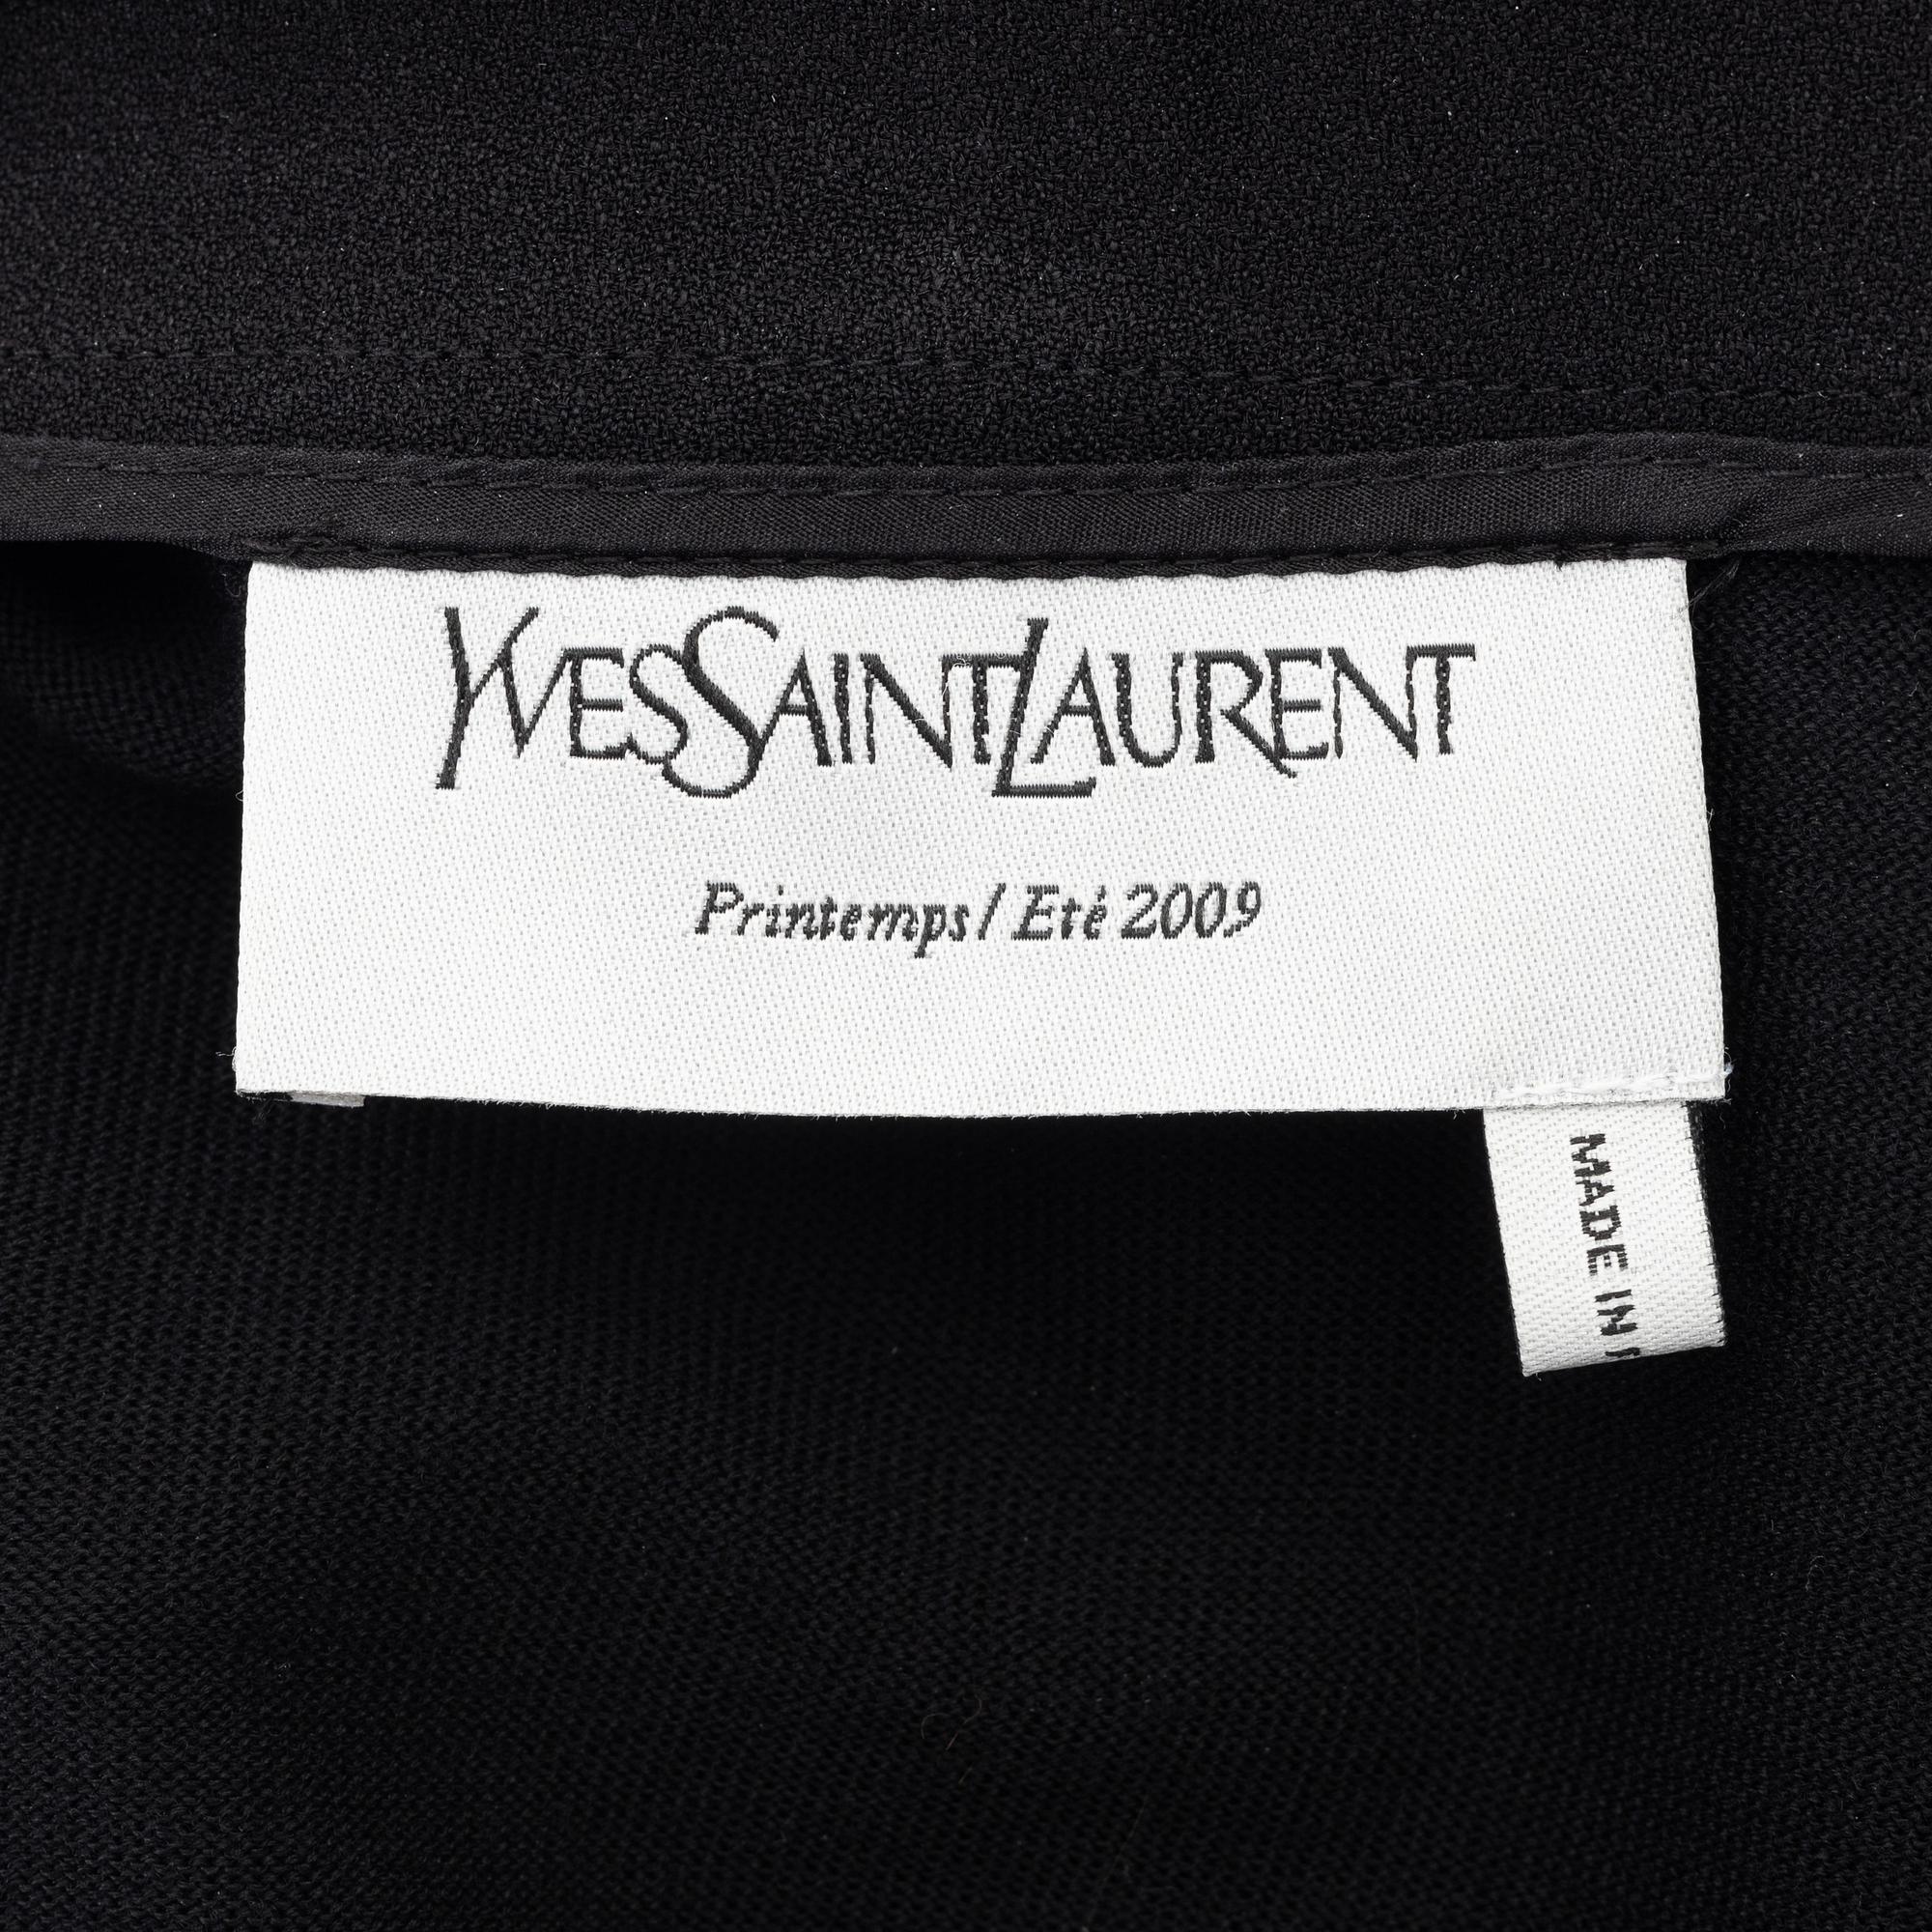 YVESSAINTLAURENT
Printemps/ Eté 2009
MADE IN